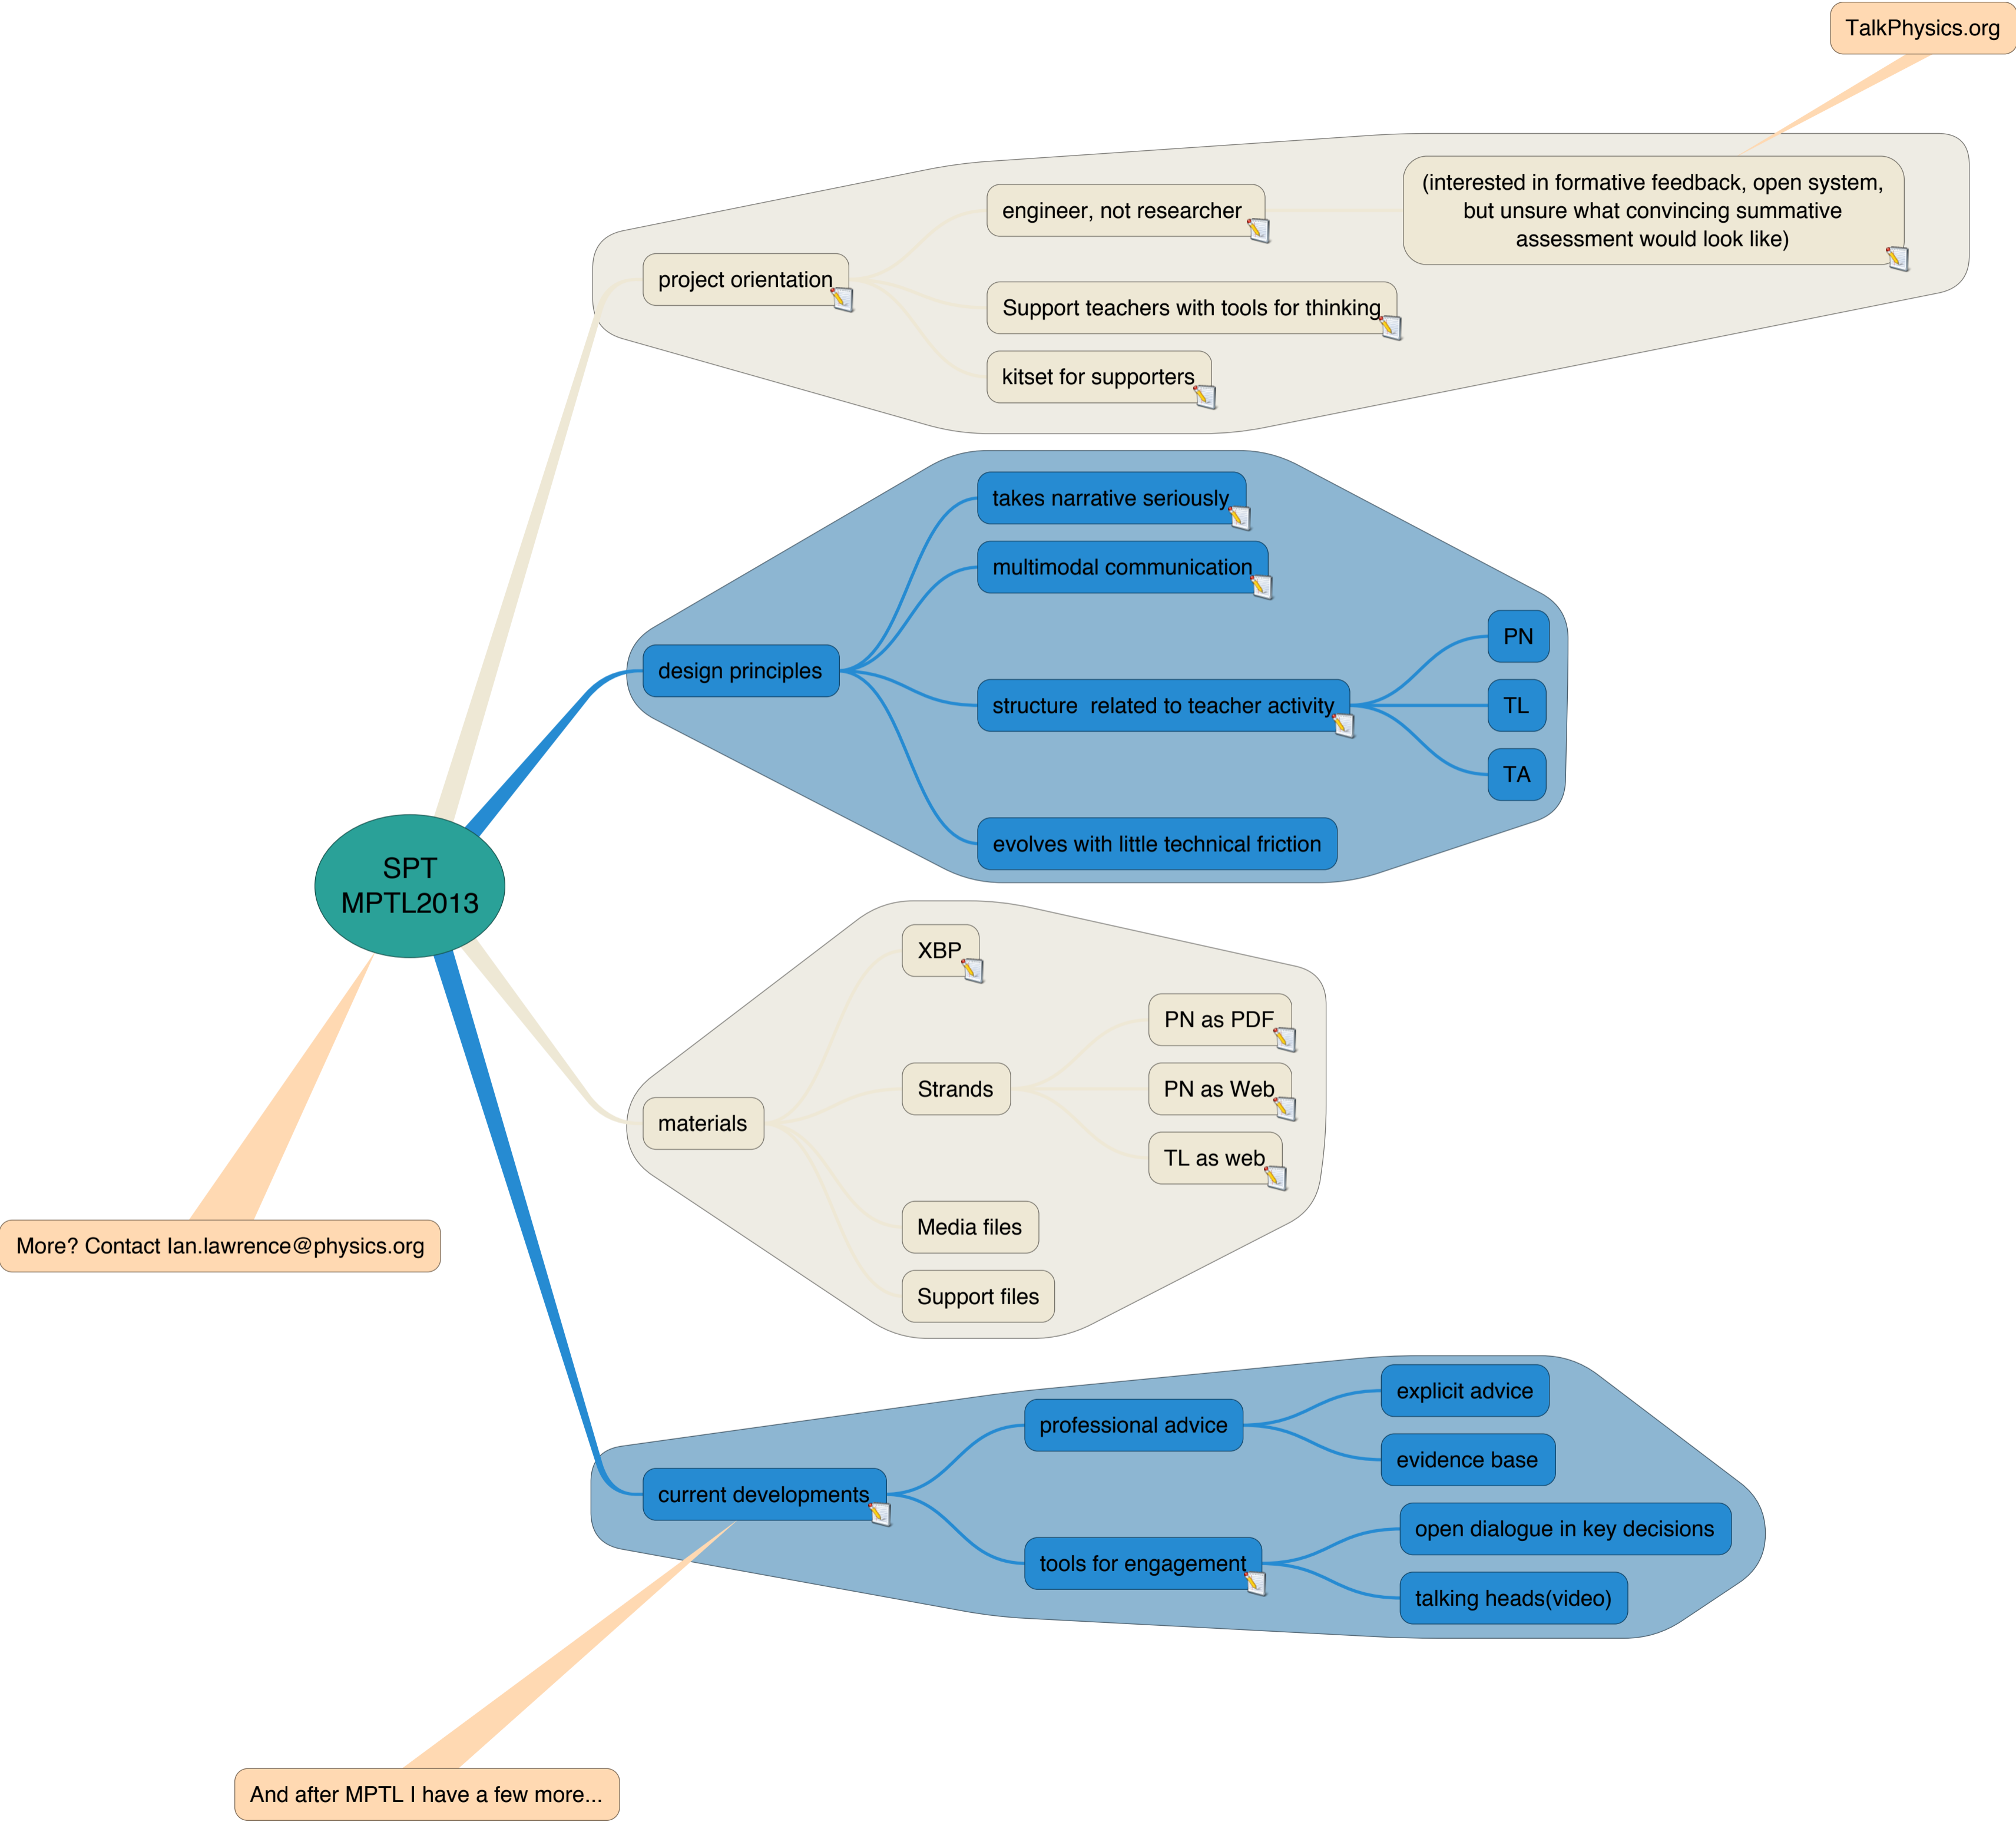 TalkPhysics.org
project orientation
engineer, not researcher
(interested in formative feedback, open system,
but unsure what convincing summative
assessment would look like)
Support teachers with tools for thinking
kitset for supporters
design principles
takes narrative seriously
multimodal communication
structure  related to teacher activity
PN
TL
TA
evolves with little technical friction
SPT
MPTL2013
materials
XBP
Strands
PN as PDF
PN as Web
TL as web
Media files
Support files
More? Contact Ian.lawrence@physics.org
current developments
professional advice
explicit advice
evidence base
tools for engagement
open dialogue in key decisions
talking heads(video)
And after MPTL I have a few more...